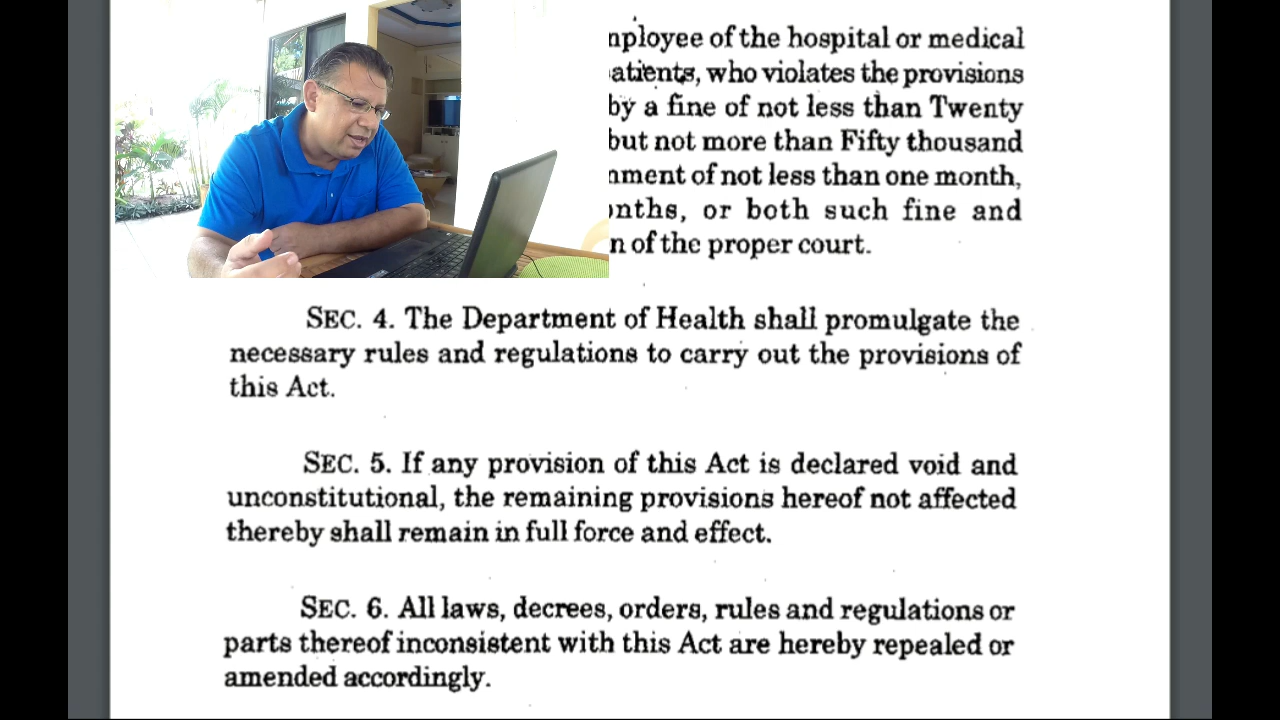 of the hospital or medical
who violates the provisions
by a fine of not less than Twenty
but not more than Fifty thousand
of not less than one month,
or both such fine and
of the proper court.
SEC. 4. The Department of Health shall promulgate the
necessary rules and regulations to carry out the provisions of
this Act.
SEC. 5. If any provision of this Act is declared void and
unconstitutional, the remaining provisions hereof not affected
thereby shall remain in full force and effect.
SEC. 6. All laws, decrees, orders, rules and regulations or
parts thereof inconsistent with this Act are hereby repealed or
amended accordingly.